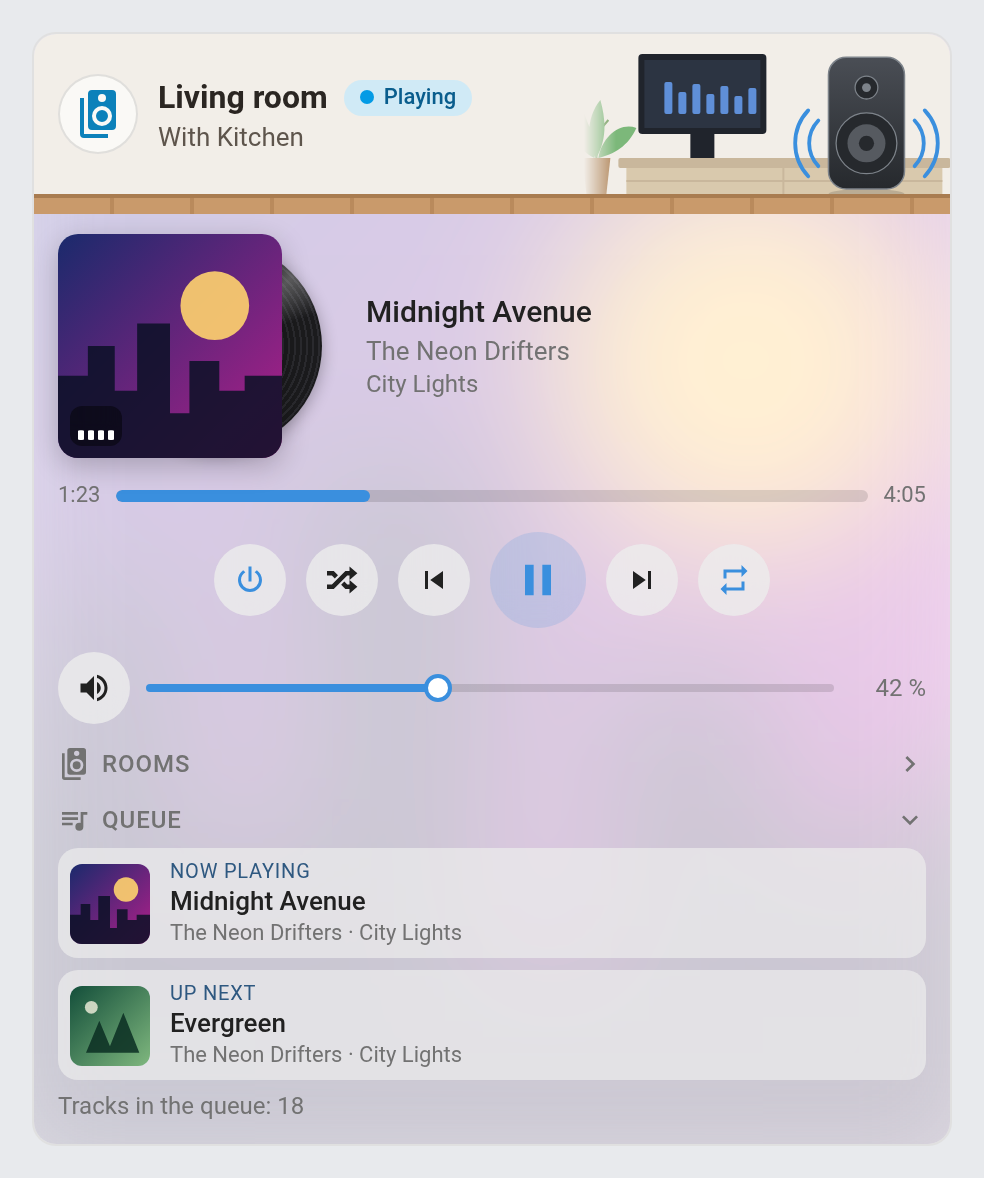 Living room
Playing
With Kitchen
Midnight Avenue
The Neon Drifters
City Lights
1:23
4:05
42 %
ROOMS
QUEUE
NOW PLAYING
Midnight Avenue
The Neon Drifters · City Lights
UP NEXT
Evergreen
The Neon Drifters · City Lights
Tracks in the queue: 18